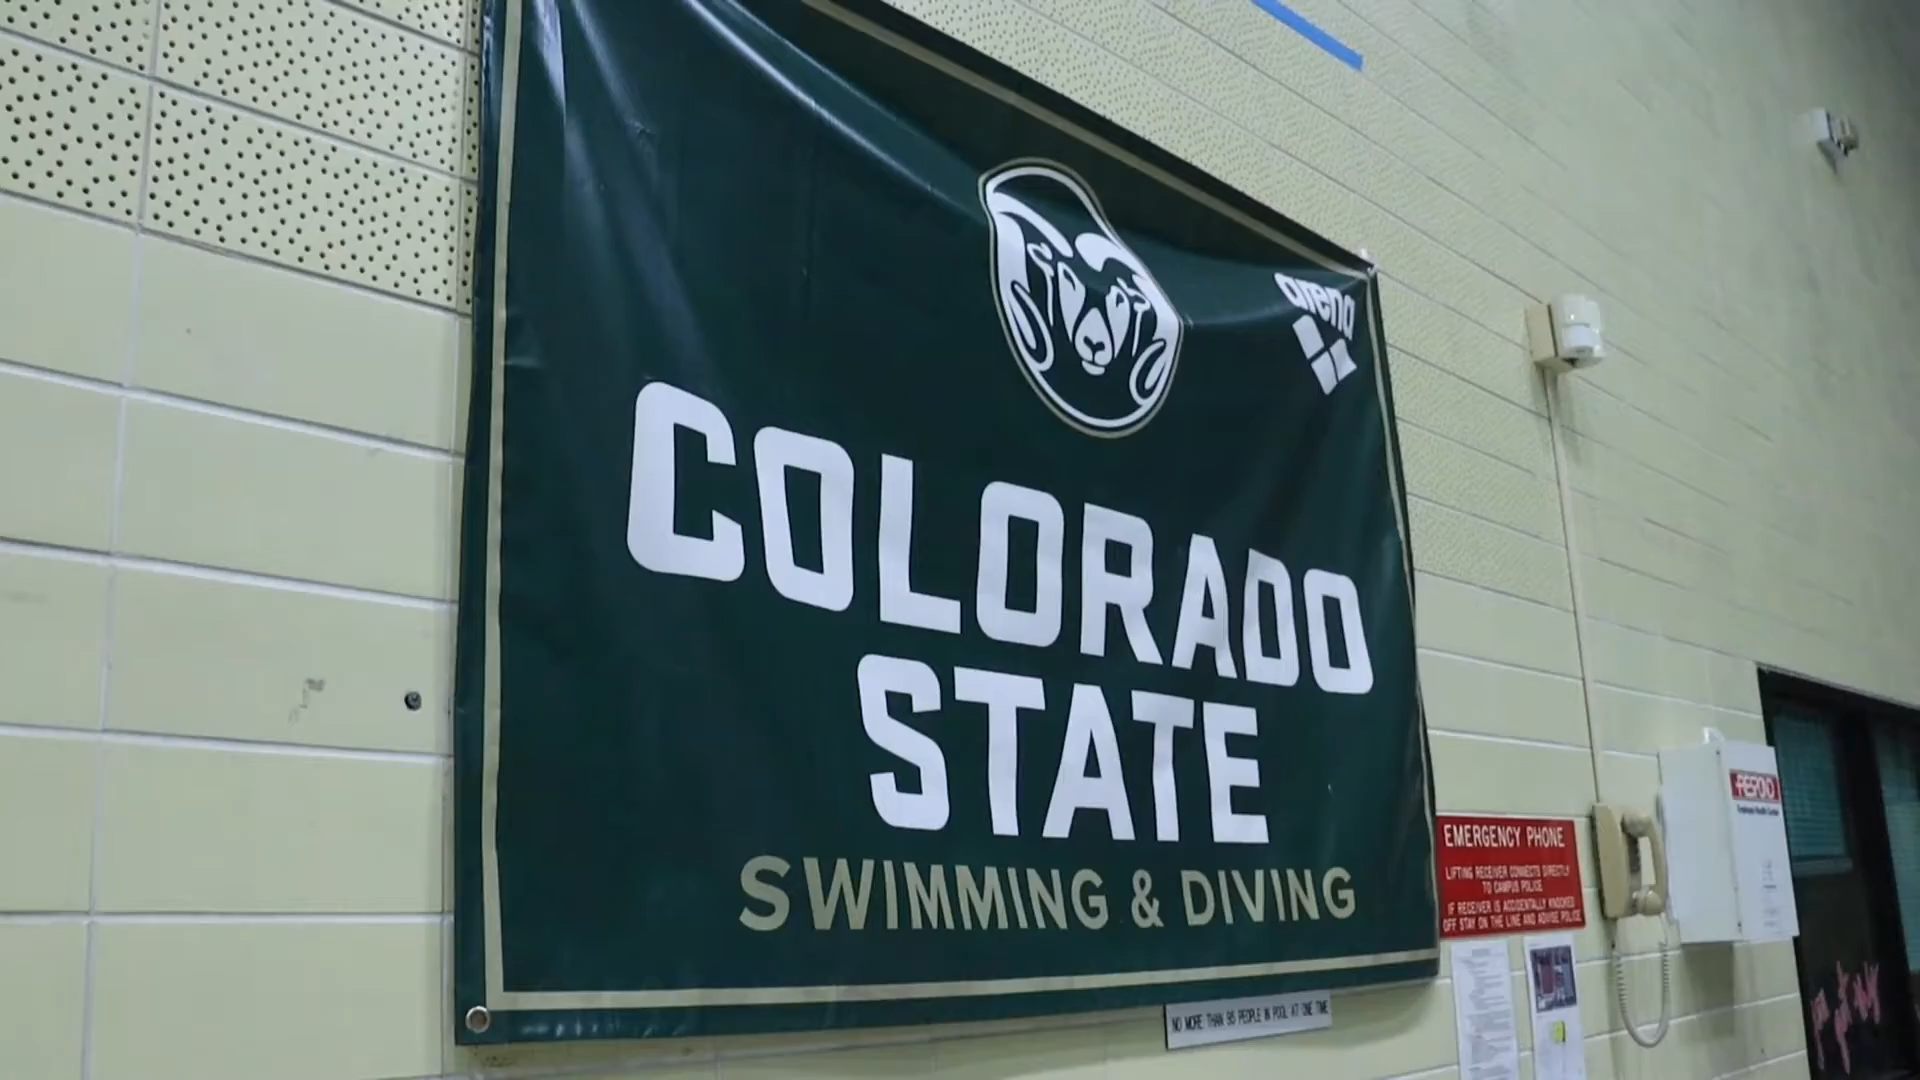 arena
COLORADO
STATE
SWIMMING & DIVING
EMERGENCY PHONE
LIFTING RECEIVER CONNECTS DIRECTLY
TO CAMPUS POLICE
IF RECEIVER IS ACCIDENTALLY KNOCKED
OFF STAY ON THE LINE AND ADVISE POLICE
NO MORE THAN 95 PEOPLE IN POOL AT ONE TIME